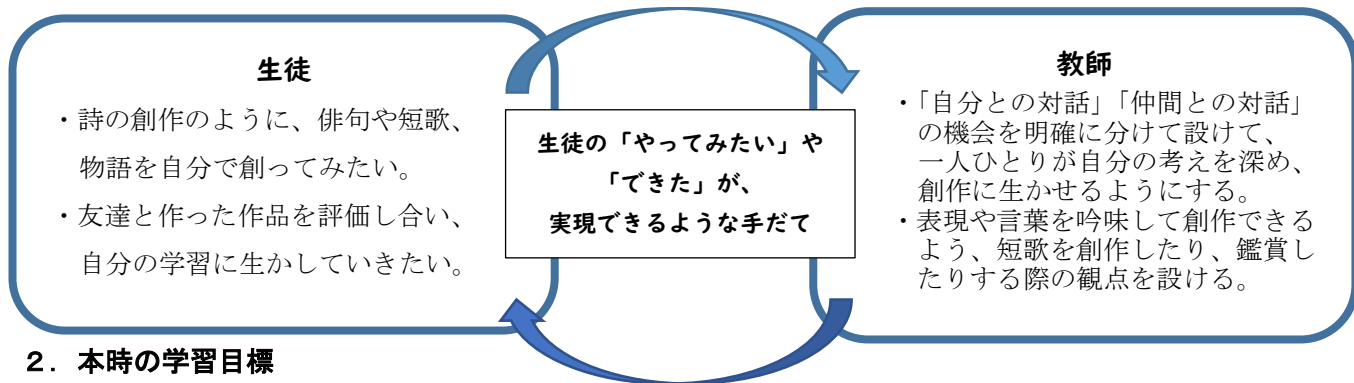 生徒
・詩の創作のように、俳句や短歌、
物語を自分で創ってみたい。
・友達と作った作品を評価し合い、
自分の学習に生かしていきたい。
生徒の「やってみたい」や
「できた」が、
実現できるような手だて
教師
・「自分との対話」「仲間との対話」
の機会を明確に分けて設けて、
一人ひとりが自分の考えを深め、
創作に生かせるようにする。
・表現や言葉を吟味して創作できる
よう、短歌を創作したり、鑑賞し
たりする際の観点を設ける。
２．本時の学習目標